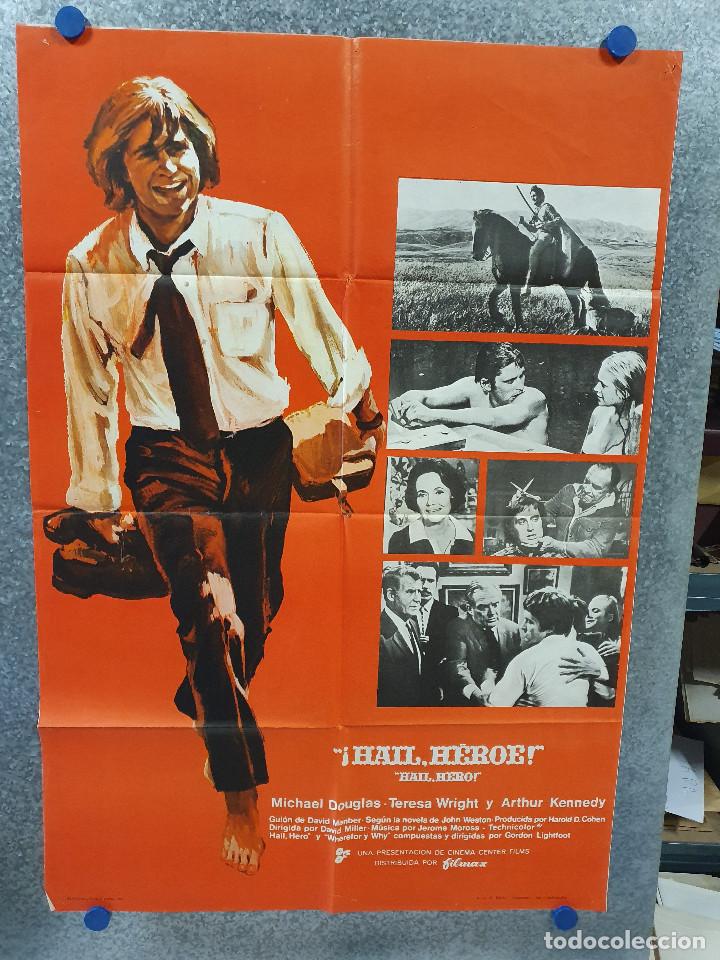 "¡HAIL, HÉROE!"
"HAIL, HERO!"
Michael Douglas - Teresa Wright y Arthur Kennedy
Guión de David Manber - Según la novela de John Weston - Producida por Harold D. Cohen
Dirigida por David Miller - Música por Jerome Moross - Technicolor
Hail, Hero" y "Wherefor y Why" compuestas y dirigidas por Gordon Lightfoot
UNA PRESENTACION DE CINEMA CENTER FILMS
DISTRIBUIDA POR filmax
todocoleccion